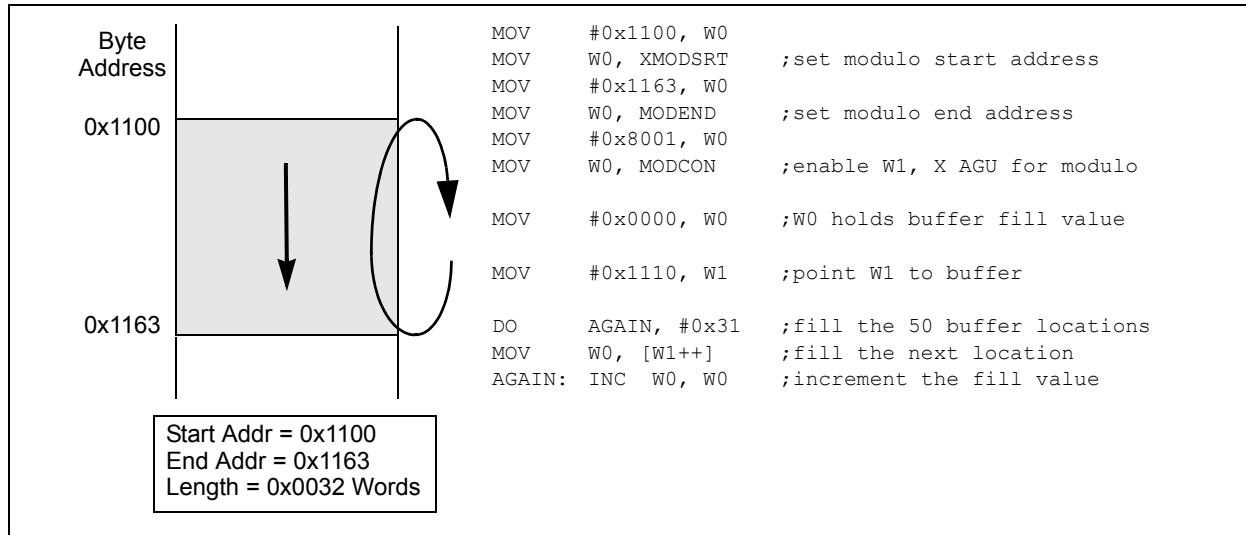 Byte
Address
0x1100
0x1163
Start Addr = 0x1100
End Addr = 0x1163
Length = 0x0032 Words
MOV #0x1100, W0
MOV W0, XMODSRT ;set modulo start address
MOV #0x1163, W0
MOV W0, MODEND ;set modulo end address
MOV #0x8001, W0
MOV W0, MODCON ;enable W1, X AGU for modulo
MOV #0x0000, W0 ;W0 holds buffer fill value
MOV #0x1110, W1 ;point W1 to buffer
DO AGAIN, #0x31 ;fill the 50 buffer locations
MOV W0, [W1++] ;fill the next location
AGAIN: INC W0, W0 ;increment the fill value